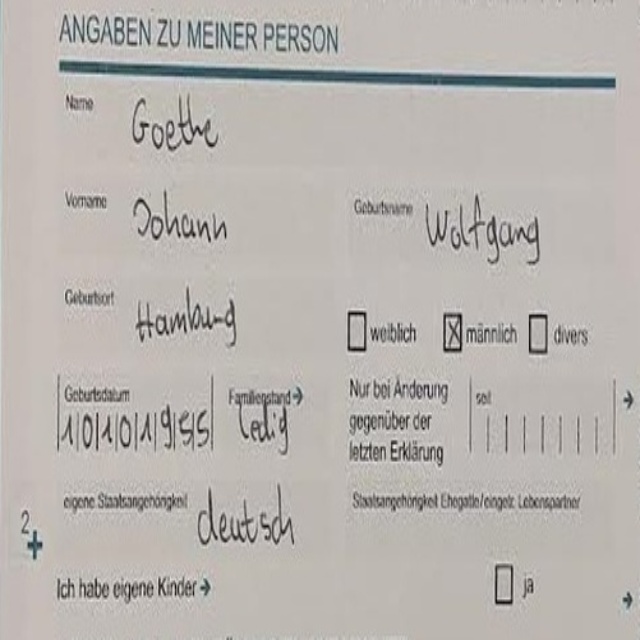 ANGABEN ZU MEINER PERSON
Name
Goethe
Vorname
Johann
Geburtsname
Wolfgang
Geburtsort
Hamburg
weiblich X männlich divers
Geburtsdatum
1|0|1|0|1|9|5|5
Familienstand →
ledig
Nur bei Änderung
gegenüber der
letzten Erklärung
seit
→
eigene Staatsangehörigkeit
deutsch
Staatsangehörigkeit Ehegatte/eingetr. Lebenspartner
2
+
Ich habe eigene Kinder →
ja
→